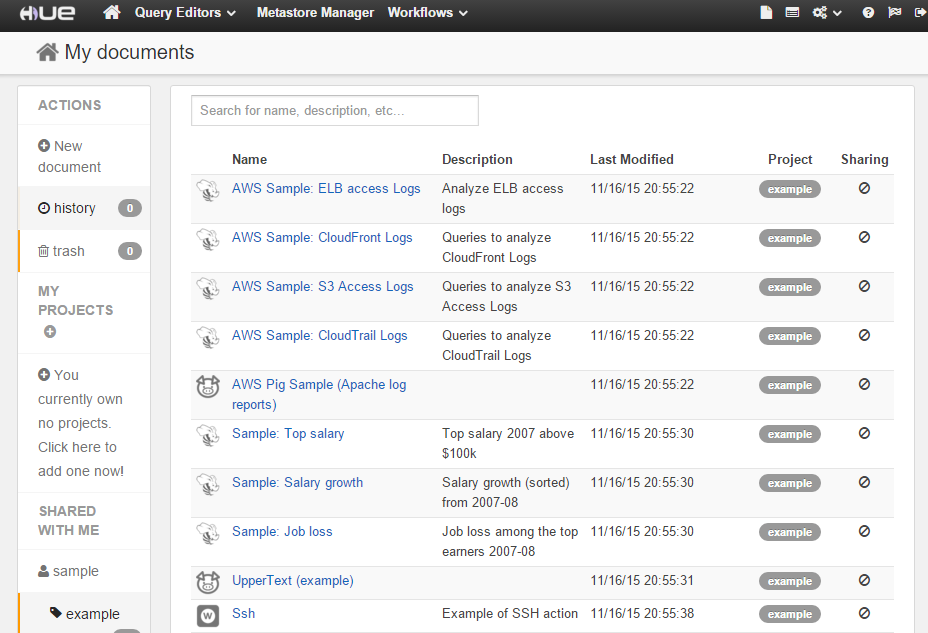 HUE Query Editors Metastore Manager Workflows
My documents
ACTIONS
New
document
history 0
trash 0
MY
PROJECTS
You
currently own
no projects.
Click here to
add one now!
SHARED
WITH ME
sample
example
Search for name, description, etc...
Name Description Last Modified Project Sharing
AWS Sample: ELB access Logs Analyze ELB access 11/16/15 20:55:22 example
logs
AWS Sample: CloudFront Logs Queries to analyze 11/16/15 20:55:22 example
CloudFront Logs
AWS Sample: S3 Access Logs Queries to analyze S3 11/16/15 20:55:22 example
Access Logs
AWS Sample: CloudTrail Logs Queries to analyze 11/16/15 20:55:22 example
CloudTrail Logs
AWS Pig Sample (Apache log 11/16/15 20:55:22 example
reports)
Sample: Top salary Top salary 2007 above 11/16/15 20:55:30 example
$100k
Sample: Salary growth Salary growth (sorted) 11/16/15 20:55:30 example
from 2007-08
Sample: Job loss Job loss among the top 11/16/15 20:55:30 example
earners 2007-08
UpperText (example) 11/16/15 20:55:31 example
W Ssh Example of SSH action 11/16/15 20:55:38 example